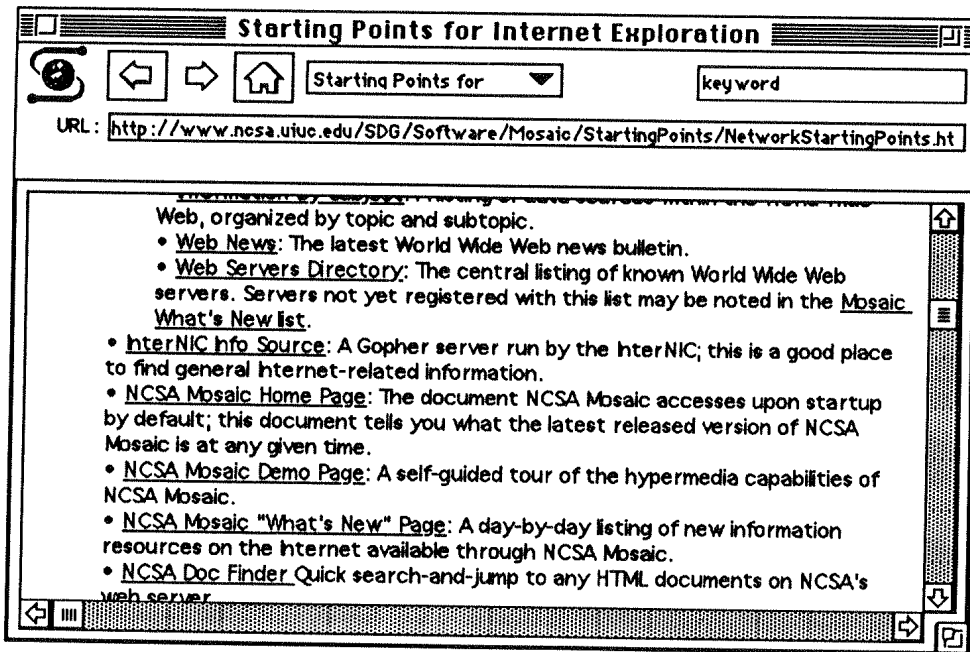 Starting Points for Internet Exploration
Starting Points for
keyword
URL: http://www.ncsa.uiuc.edu/SDG/Software/Mosaic/StartingPoints/NetworkStartingPoints.ht
Web, organized by topic and subtopic.
• Web News: The latest World Wide Web news bulletin.
• Web Servers Directory: The central listing of known World Wide Web
servers. Servers not yet registered with this list may be noted in the Mosaic
What's New list.
• InterNIC Info Source: A Gopher server run by the InterNIC; this is a good place
to find general Internet-related information.
• NCSA Mosaic Home Page: The document NCSA Mosaic accesses upon startup
by default; this document tells you what the latest released version of NCSA
Mosaic is at any given time.
• NCSA Mosaic Demo Page: A self-guided tour of the hypermedia capabilities of
NCSA Mosaic.
• NCSA Mosaic "What's New" Page: A day-by-day listing of new information
resources on the Internet available through NCSA Mosaic.
• NCSA Doc Finder Quick search-and-jump to any HTML documents on NCSA's
web server